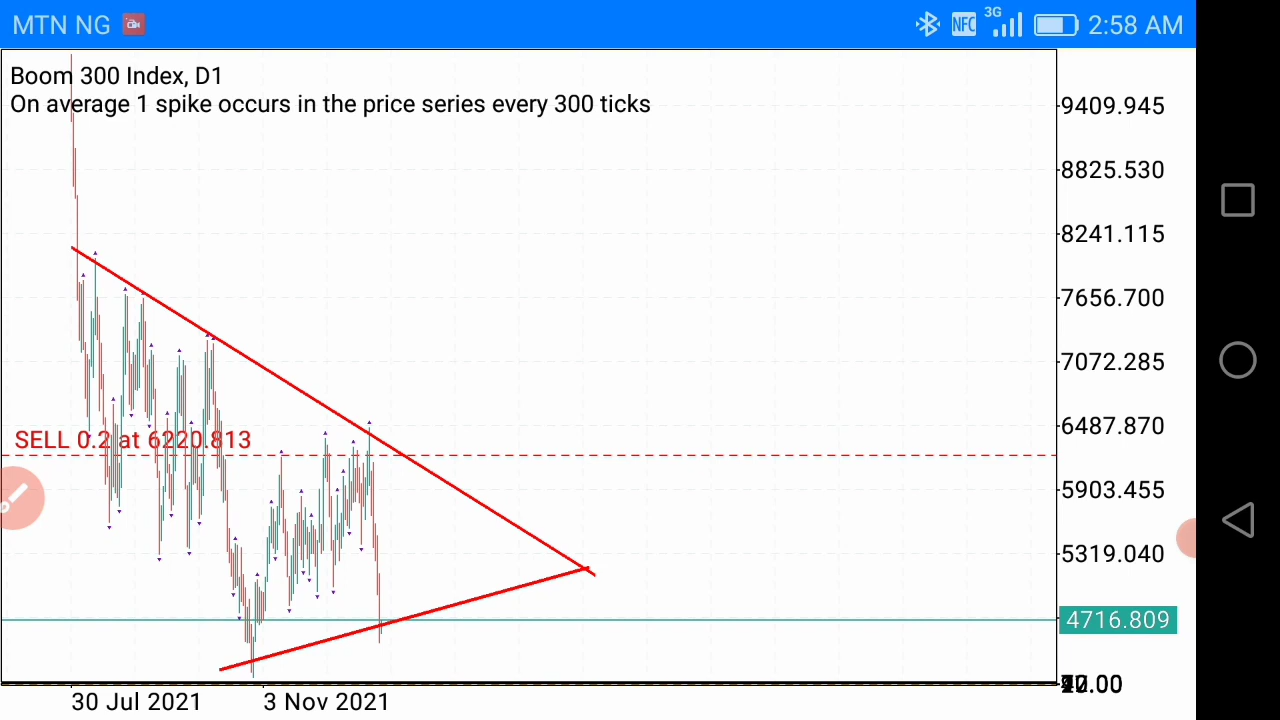 MTN NG
3G
NFC
2:58 AM
Boom 300 Index, D1
On average 1 spike occurs in the price series every 300 ticks
9409.945
8825.530
8241.115
7656.700
7072.285
6487.870
SELL 0.2 at 6220.813
5903.455
5319.040
4716.809
30 Jul 2021
3 Nov 2021